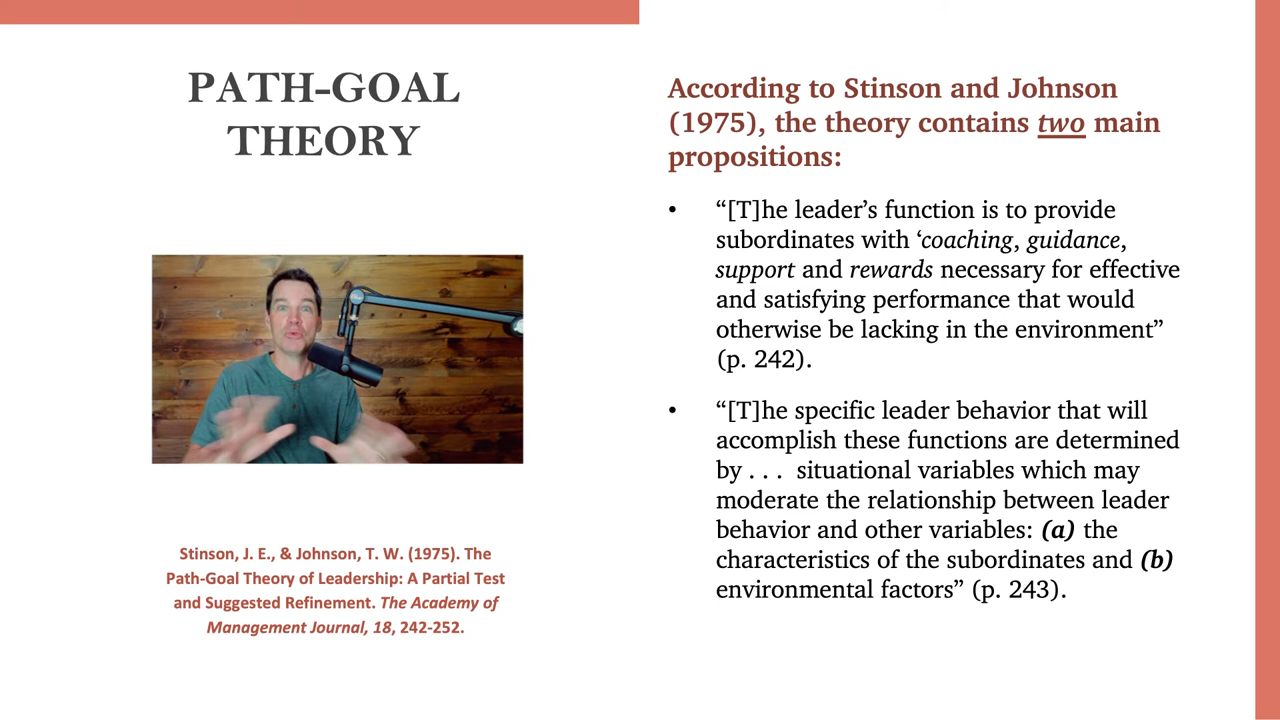 PATH-GOAL
THEORY
Stinson, J. E., & Johnson, T. W. (1975). The
Path-Goal Theory of Leadership: A Partial Test
and Suggested Refinement. The Academy of
Management Journal, 18, 242-252.
According to Stinson and Johnson
(1975), the theory contains two main
propositions:
• “[T]he leader’s function is to provide
subordinates with ‘coaching, guidance,
support and rewards necessary for effective
and satisfying performance that would
otherwise be lacking in the environment”
(p. 242).
• “[T]he specific leader behavior that will
accomplish these functions are determined
by . . . situational variables which may
moderate the relationship between leader
behavior and other variables: (a) the
characteristics of the subordinates and (b)
environmental factors” (p. 243).